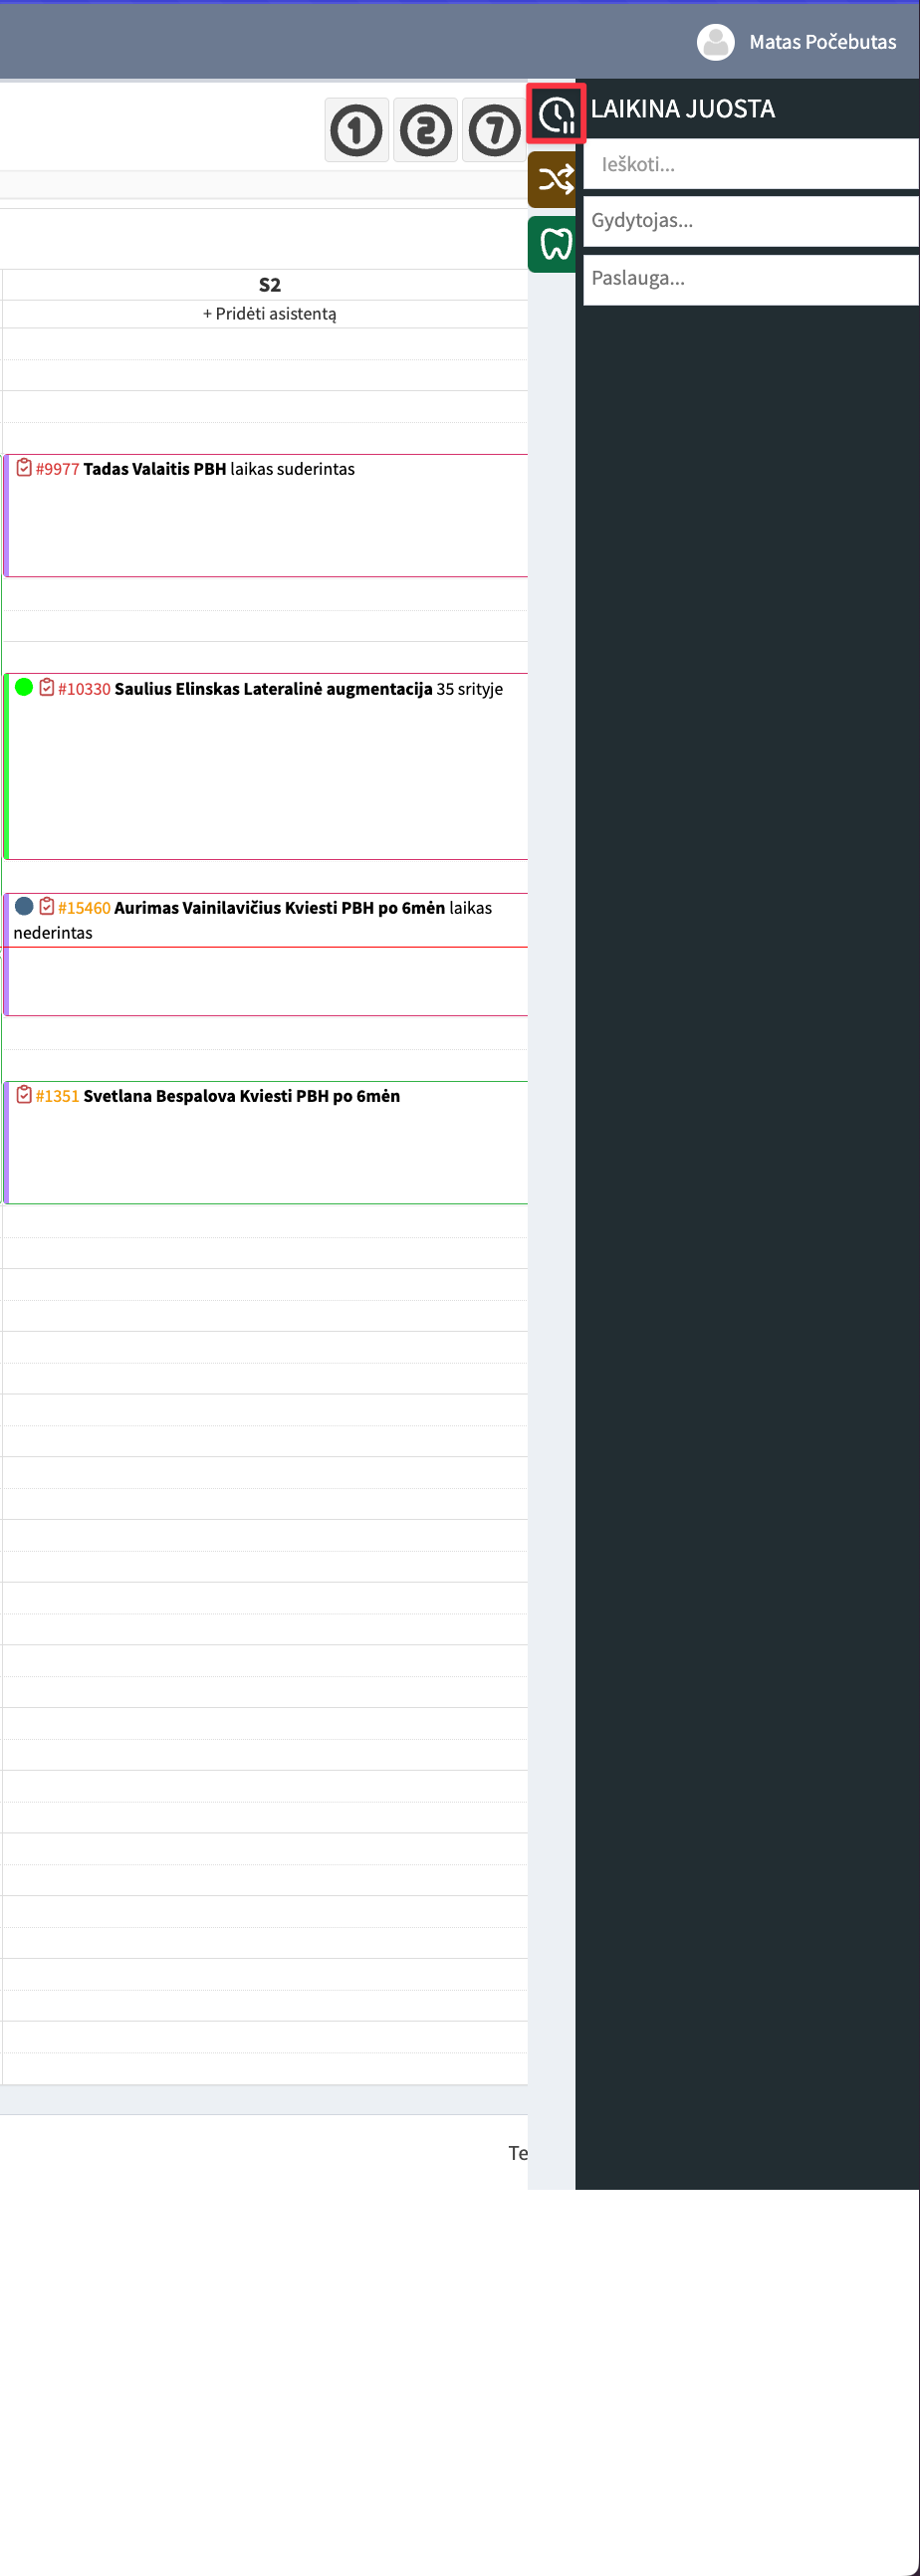 Matas Počebutas
1 2 7
LAIKINA JUOSTA
Ieškoti...
Gydytojas...
Paslauga...
S2
+ Pridėti asistentą
#9977 Tadas Valaitis PBH laikas suderintas
#10330 Saulius Elinskas Lateralinė augmentacija 35 srityje
#15460 Aurimas Vainilavičius Kviesti PBH po 6mėn laikas
nederintas
#1351 Svetlana Bespalova Kviesti PBH po 6mėn
Te